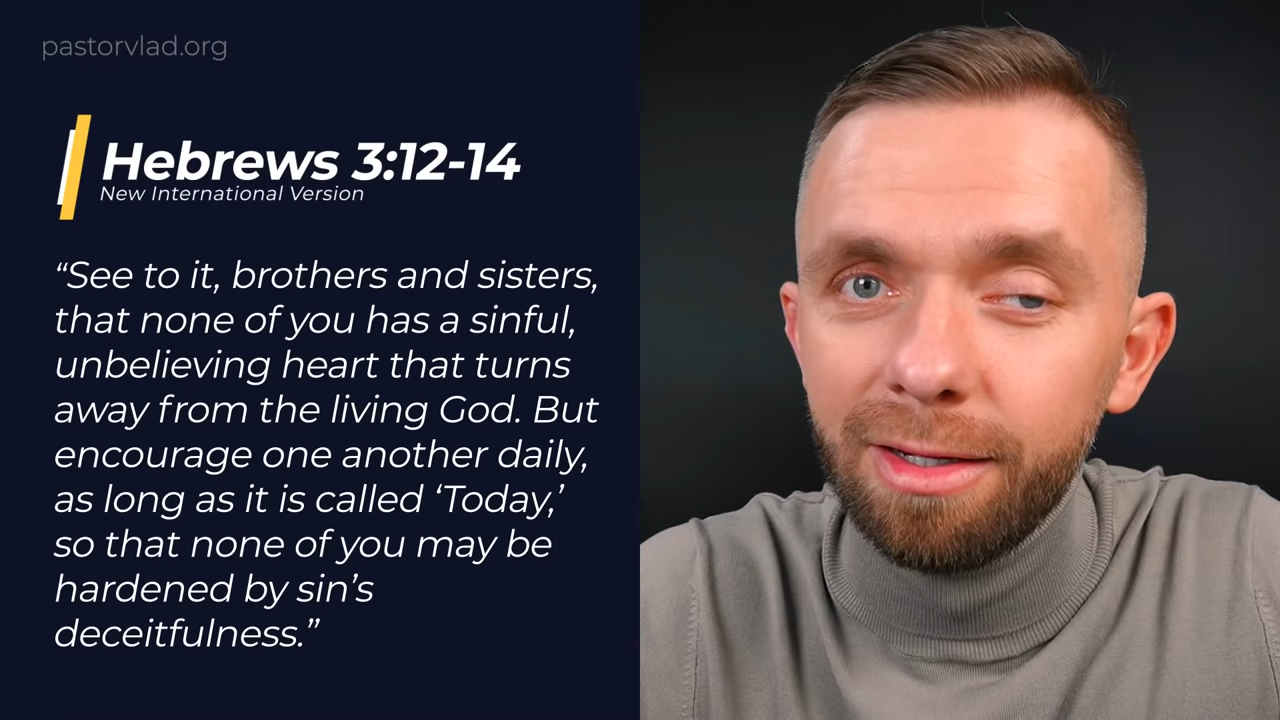 pastorvlad.org
Hebrews 3:12-14
New International Version
“See to it, brothers and sisters,
that none of you has a sinful,
unbelieving heart that turns
away from the living God. But
encourage one another daily,
as long as it is called ‘Today,’
so that none of you may be
hardened by sin’s
deceitfulness.”